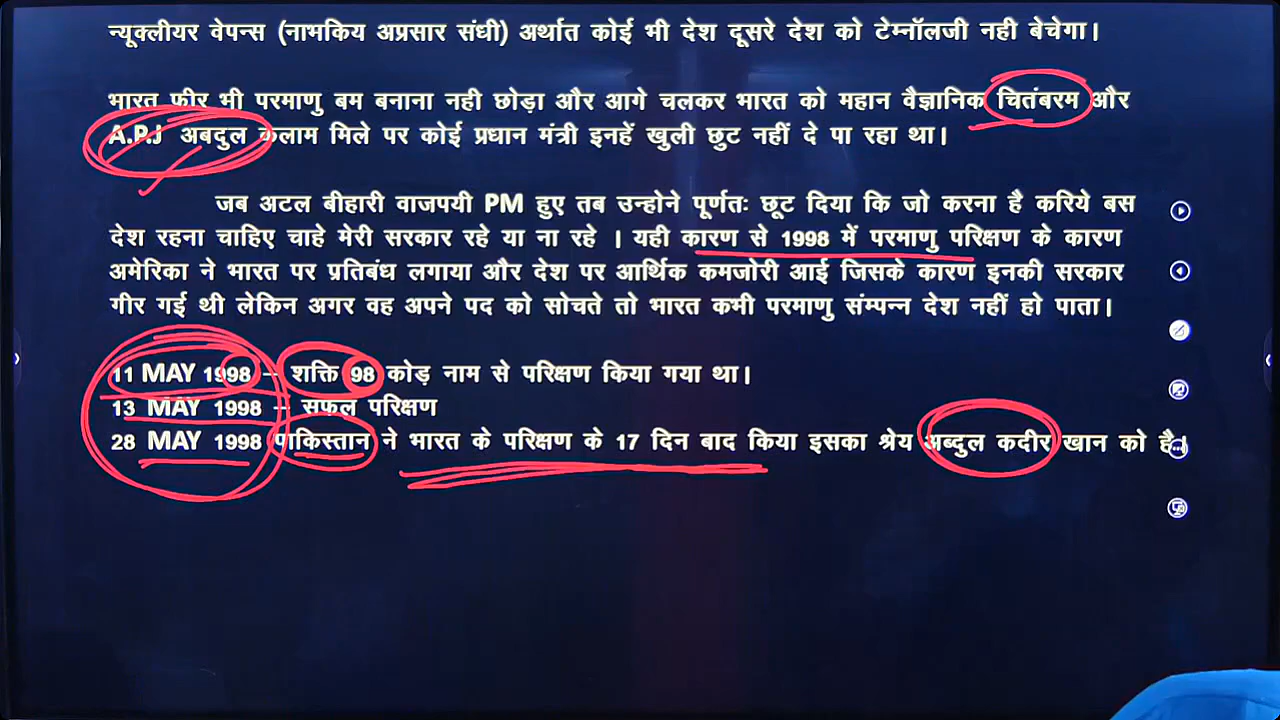 न्यूक्लीयर वेपन्स (नाभकिय अप्रसार संधी) अर्थात कोई भी देश दूसरे देश को टेम्नॉलजी नही बेचेगा।
भारत फीर भी परमाणु बम बनाना नही छोड़ा और आगे चलकर भारत को महान वैज्ञानिक चितंबरम और
A.P.J अबदुल कलाम मिले पर कोई प्रधान मंत्री इनहें खुली छुट नहीं दे पा रहा था।
जब अटल बीहारी वाजपयी PM हुए तब उन्होने पूर्णतः छूट दिया कि जो करना है करिये बस
देश रहना चाहिए चाहे मेरी सरकार रहे या ना रहे । यही कारण से 1998 में परमाणु परिक्षण के कारण
अमेरिका ने भारत पर प्रतिबंध लगाया और देश पर आर्थिक कमजोरी आई जिसके कारण इनकी सरकार
गीर गई थी लेकिन अगर वह अपने पद को सोचते तो भारत कभी परमाणु संम्पन्न देश नहीं हो पाता।
11 MAY 1998 – शक्ति 98 कोड़ नाम से परिक्षण किया गया था।
13 MAY 1998 – सफल परिक्षण
28 MAY 1998 पाकिस्तान ने भारत के परिक्षण के 17 दिन बाद किया इसका श्रेय अब्दुल कदीर खान को है।